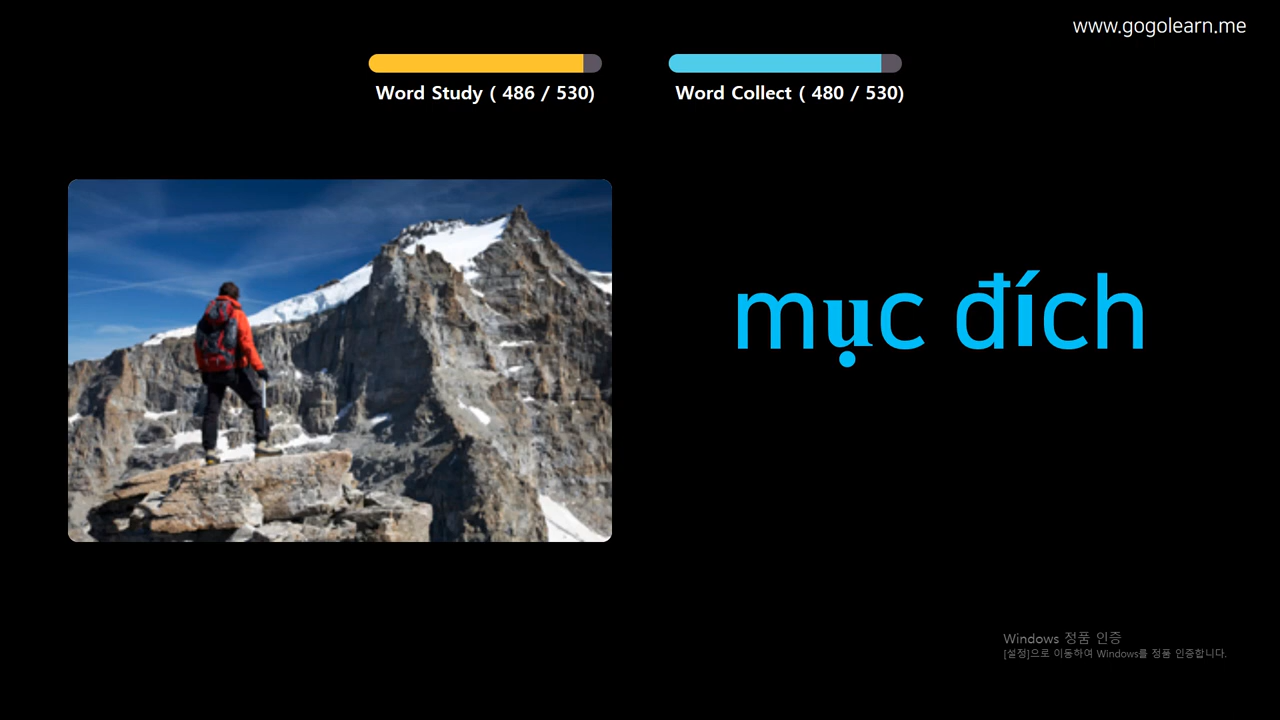 www.gogolearn.me
Word Study ( 486 / 530)
Word Collect ( 480 / 530)
mục đích
Windows 정품 인증
[설정]으로 이동하여 Windows를 정품 인증합니다.